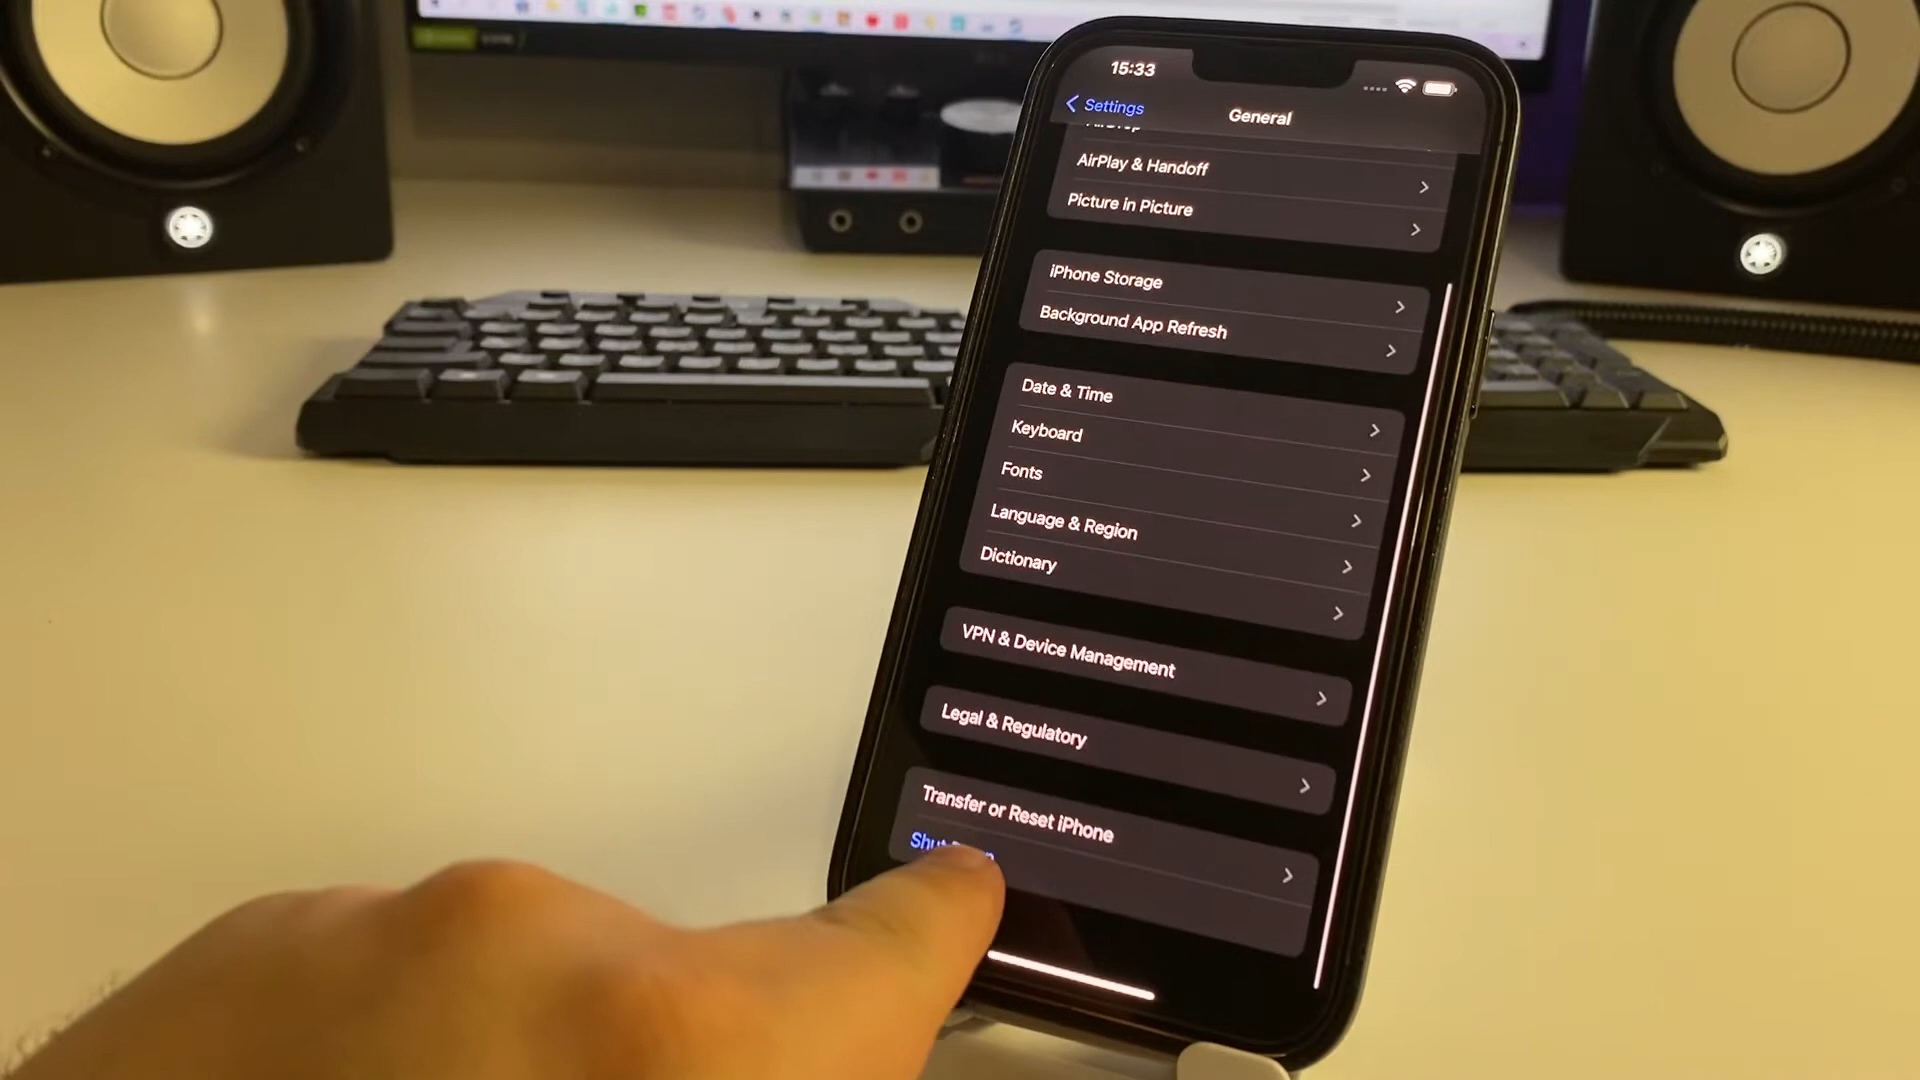 15:33
Settings
General
AirDrop
AirPlay & Handoff
Picture in Picture
iPhone Storage
Background App Refresh
Date & Time
Keyboard
Fonts
Language & Region
Dictionary
VPN & Device Management
Legal & Regulatory
Transfer or Reset iPhone
Shut Down